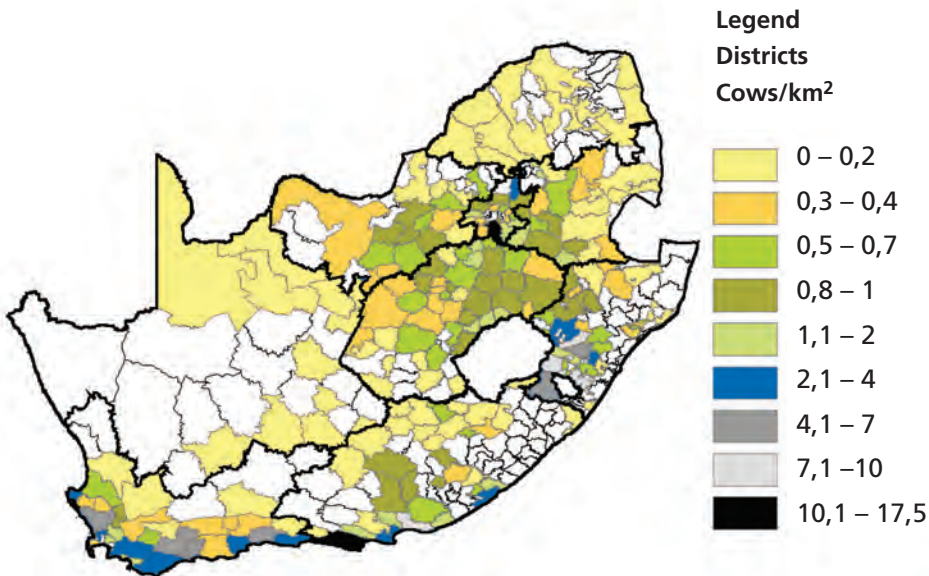 Legend
Districts
Cows/km²
0 – 0,2
0,3 – 0,4
0,5 – 0,7
0,8 – 1
1,1 – 2
2,1 – 4
4,1 – 7
7,1 –10
10,1 – 17,5